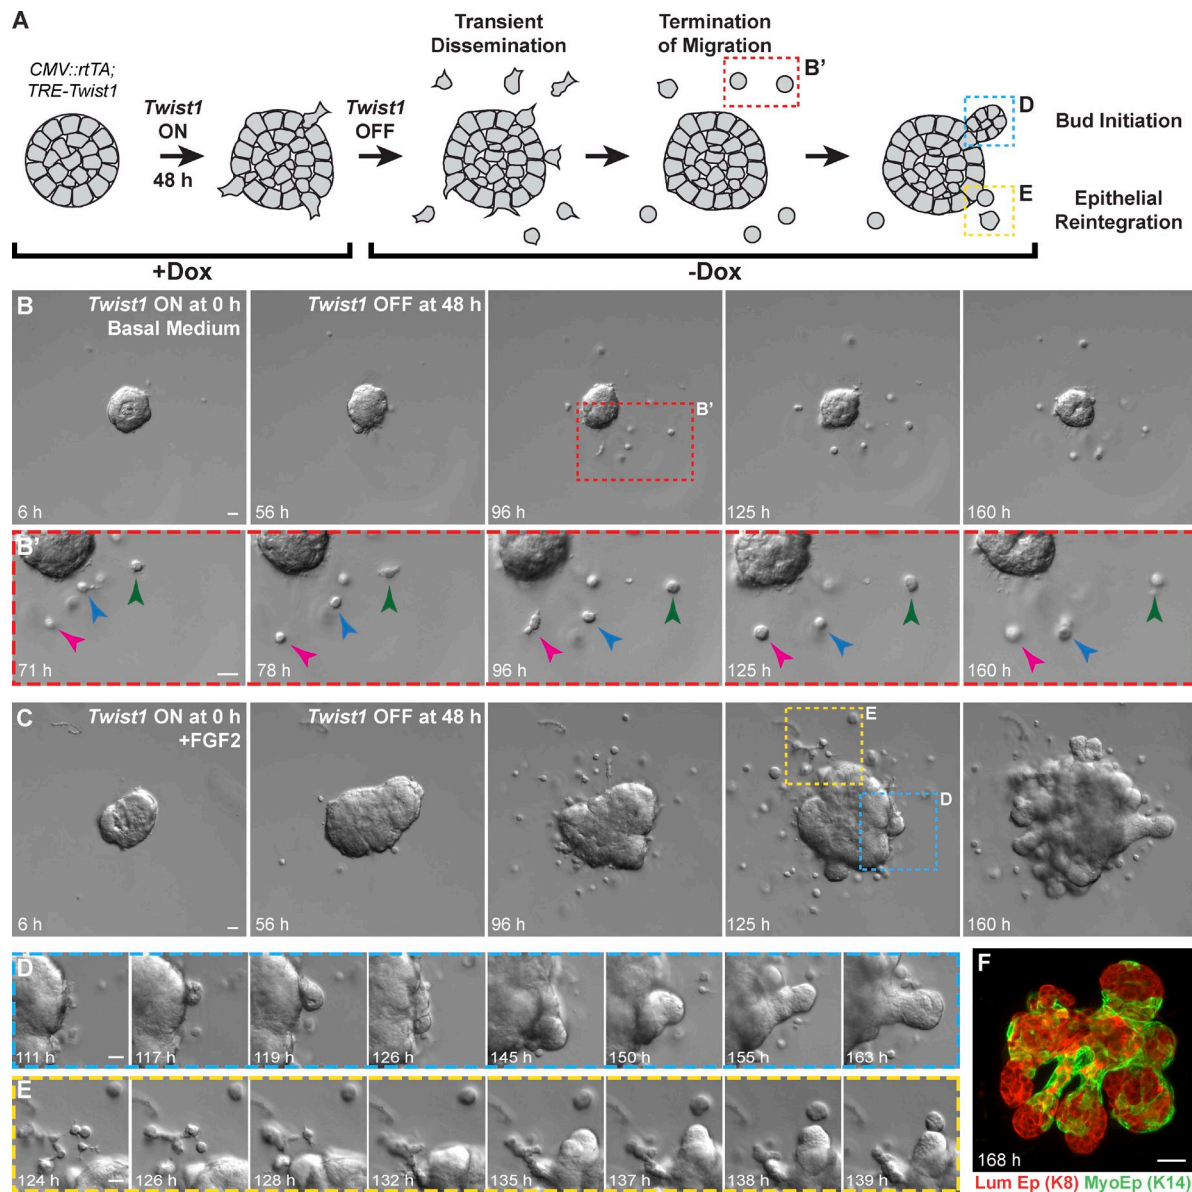 A
CMV::rtTA;
TRE-Twist1
Twist1
ON
48 h
Twist1
OFF
Transient
Dissemination
Termination
of Migration
B’
D
Bud Initiation
E
Epithelial
Reintegration
+Dox
-Dox
B
Twist1 ON at 0 h
Basal Medium
6 h
Twist1 OFF at 48 h
56 h
B’
96 h
125 h
160 h
B’
71 h
78 h
96 h
125 h
160 h
C
Twist1 ON at 0 h
+FGF2
6 h
Twist1 OFF at 48 h
56 h
96 h
E
D
125 h
160 h
D
111 h
117 h
119 h
126 h
145 h
150 h
155 h
163 h
E
124 h
126 h
128 h
132 h
135 h
137 h
138 h
139 h
F
168 h
Lum Ep (K8) MyoEp (K14)